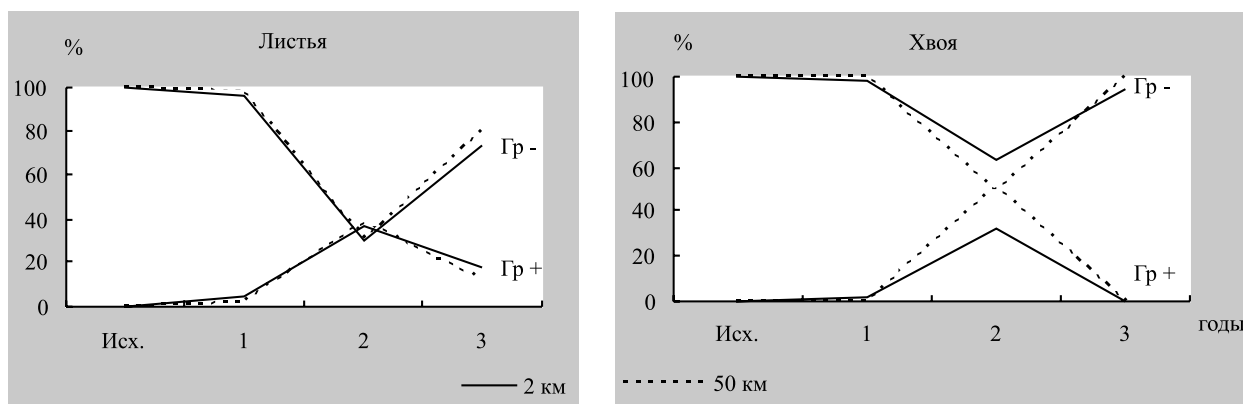 Листья
%
100
80
60
40
20
0
Гр -
Гр +
Исх. 1 2 3
2 км
Хвоя
%
100
80
60
40
20
0
Гр -
Гр +
Исх. 1 2 3 годы
50 км